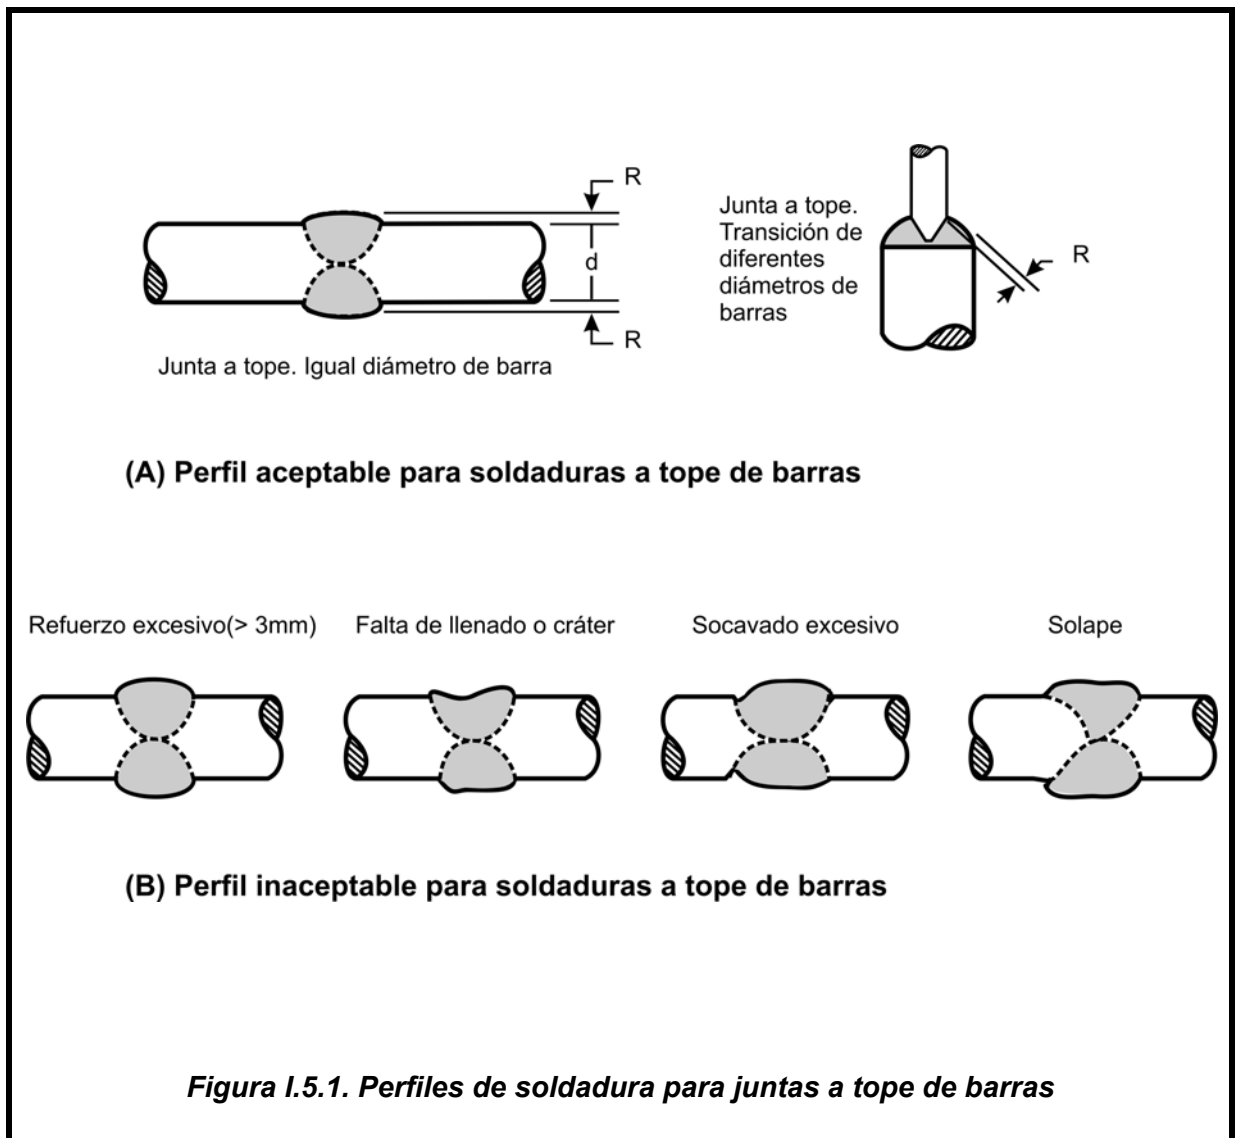 R
d
R
Junta a tope. Igual diámetro de barra
Junta a tope.
Transición de
diferentes
diámetros de
barras
R
(A) Perfil aceptable para soldaduras a tope de barras
Refuerzo excesivo(> 3mm)
Falta de llenado o cráter
Socavado excesivo
Solape
(B) Perfil inaceptable para soldaduras a tope de barras
Figura I.5.1. Perfiles de soldadura para juntas a tope de barras